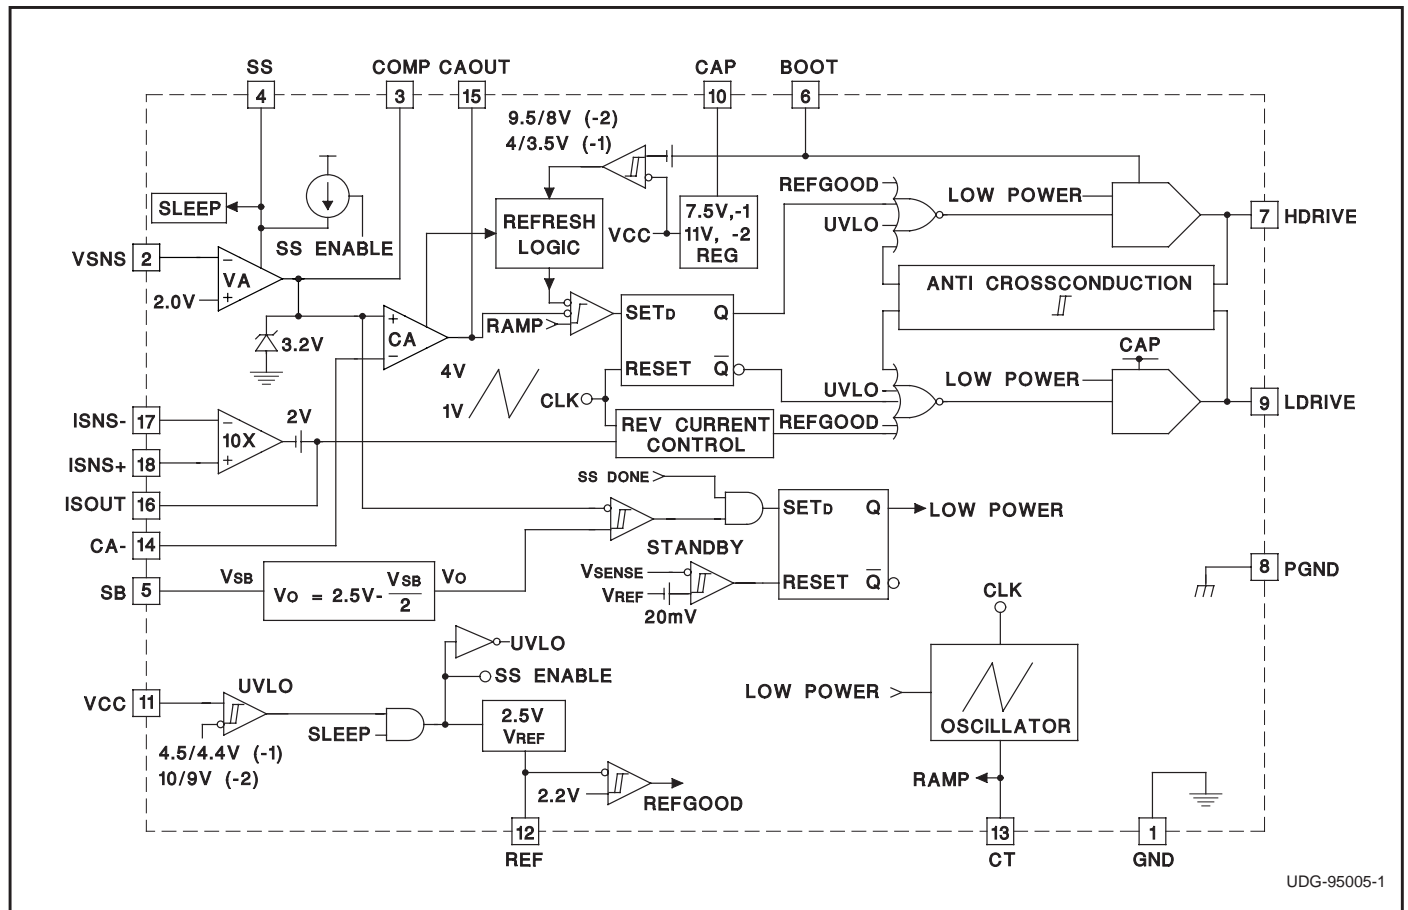 SS
COMP
CAOUT
CAP
BOOT
4
3
15
10
6
9.5/8V (-2)
4/3.5V (-1)
REFGOOD
LOW POWER
SLEEP
REFRESH
LOGIC
7.5V,-1
11V, -2
REG
VCC
UVLO
7
HDRIVE
SS ENABLE
VSNS
2
−
VA
+
2.0V
ANTI CROSSCONDUCTION
3.2V
+
CA
−
RAMP
SETD
Q
RESET
Q
CAP
4V
1V
CLK
UVLO
LOW POWER
REFGOOD
9
LDRIVE
ISNS-
17
2V
−
10X
+
REV CURRENT
CONTROL
ISNS+
18
ISOUT
16
SS DONE
SETD
Q
LOW POWER
CA-
14
STANDBY
SB
5
VSB
VO = 2.5V- VSB
2
VO
VSENSE
VREF
20mV
RESET
Q
8
PGND
CLK
UVLO
SS ENABLE
VCC
11
UVLO
SLEEP
2.5V
VREF
LOW POWER
OSCILLATOR
4.5/4.4V (-1)
10/9V (-2)
2.2V
REFGOOD
RAMP
12
REF
13
CT
1
GND
UDG-95005-1